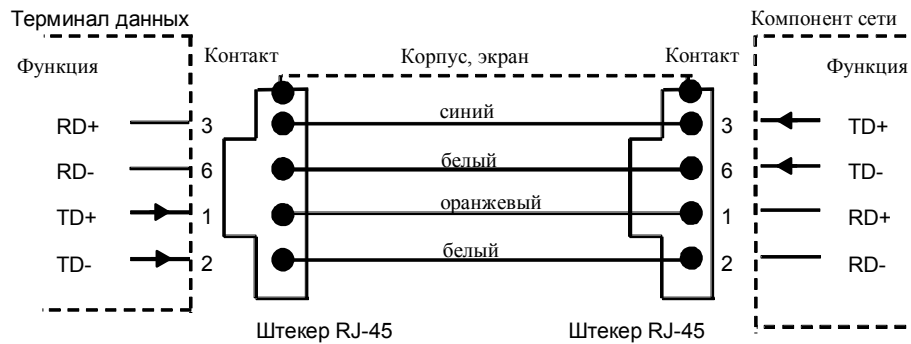 Терминал данных
Компонент сети
Функция
Контакт
Корпус, экран
Контакт
Функция
RD+
3
синий
3
TD+
RD-
6
белый
6
TD-
TD+
1
оранжевый
1
RD+
TD-
2
белый
2
RD-
Штекер RJ-45
Штекер RJ-45